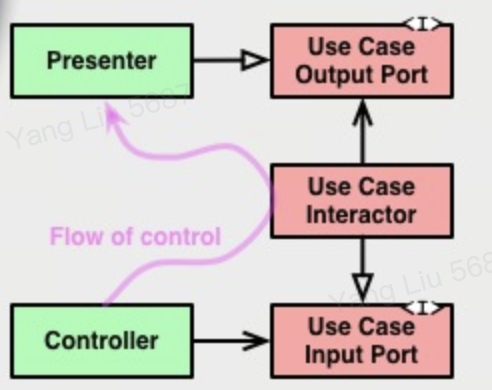 <I>
Presenter
Use Case
Output Port
Yang Liu 568
Use Case
Interactor
Flow of control
Yang Liu 568
<I>
Controller
Use Case
Input Port